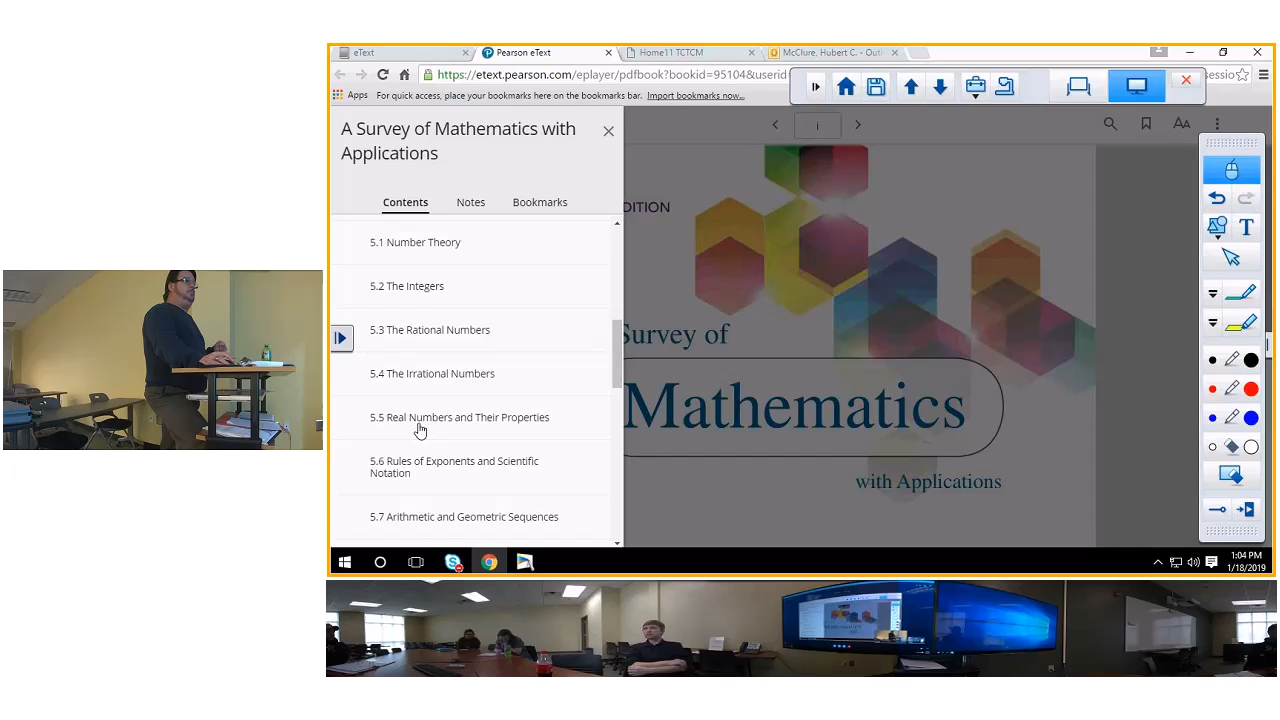 eText
Pearson eText
Home11 TCTCM
McClure, Hubert C. - Outl
https://etext.pearson.com/eplayer/pdfbook?bookid=95104&userid=
sessio
Apps
For quick access, place your bookmarks here on the bookmarks bar. Import bookmarks now...
A Survey of Mathematics with
Applications
i
AA
Contents
Notes
Bookmarks
DITION
5.1 Number Theory
5.2 The Integers
5.3 The Rational Numbers
5.4 The Irrational Numbers
5.5 Real Numbers and Their Properties
5.6 Rules of Exponents and Scientific
Notation
5.7 Arithmetic and Geometric Sequences
Survey of
Mathematics
with Applications
T
1:04 PM
1/18/2019